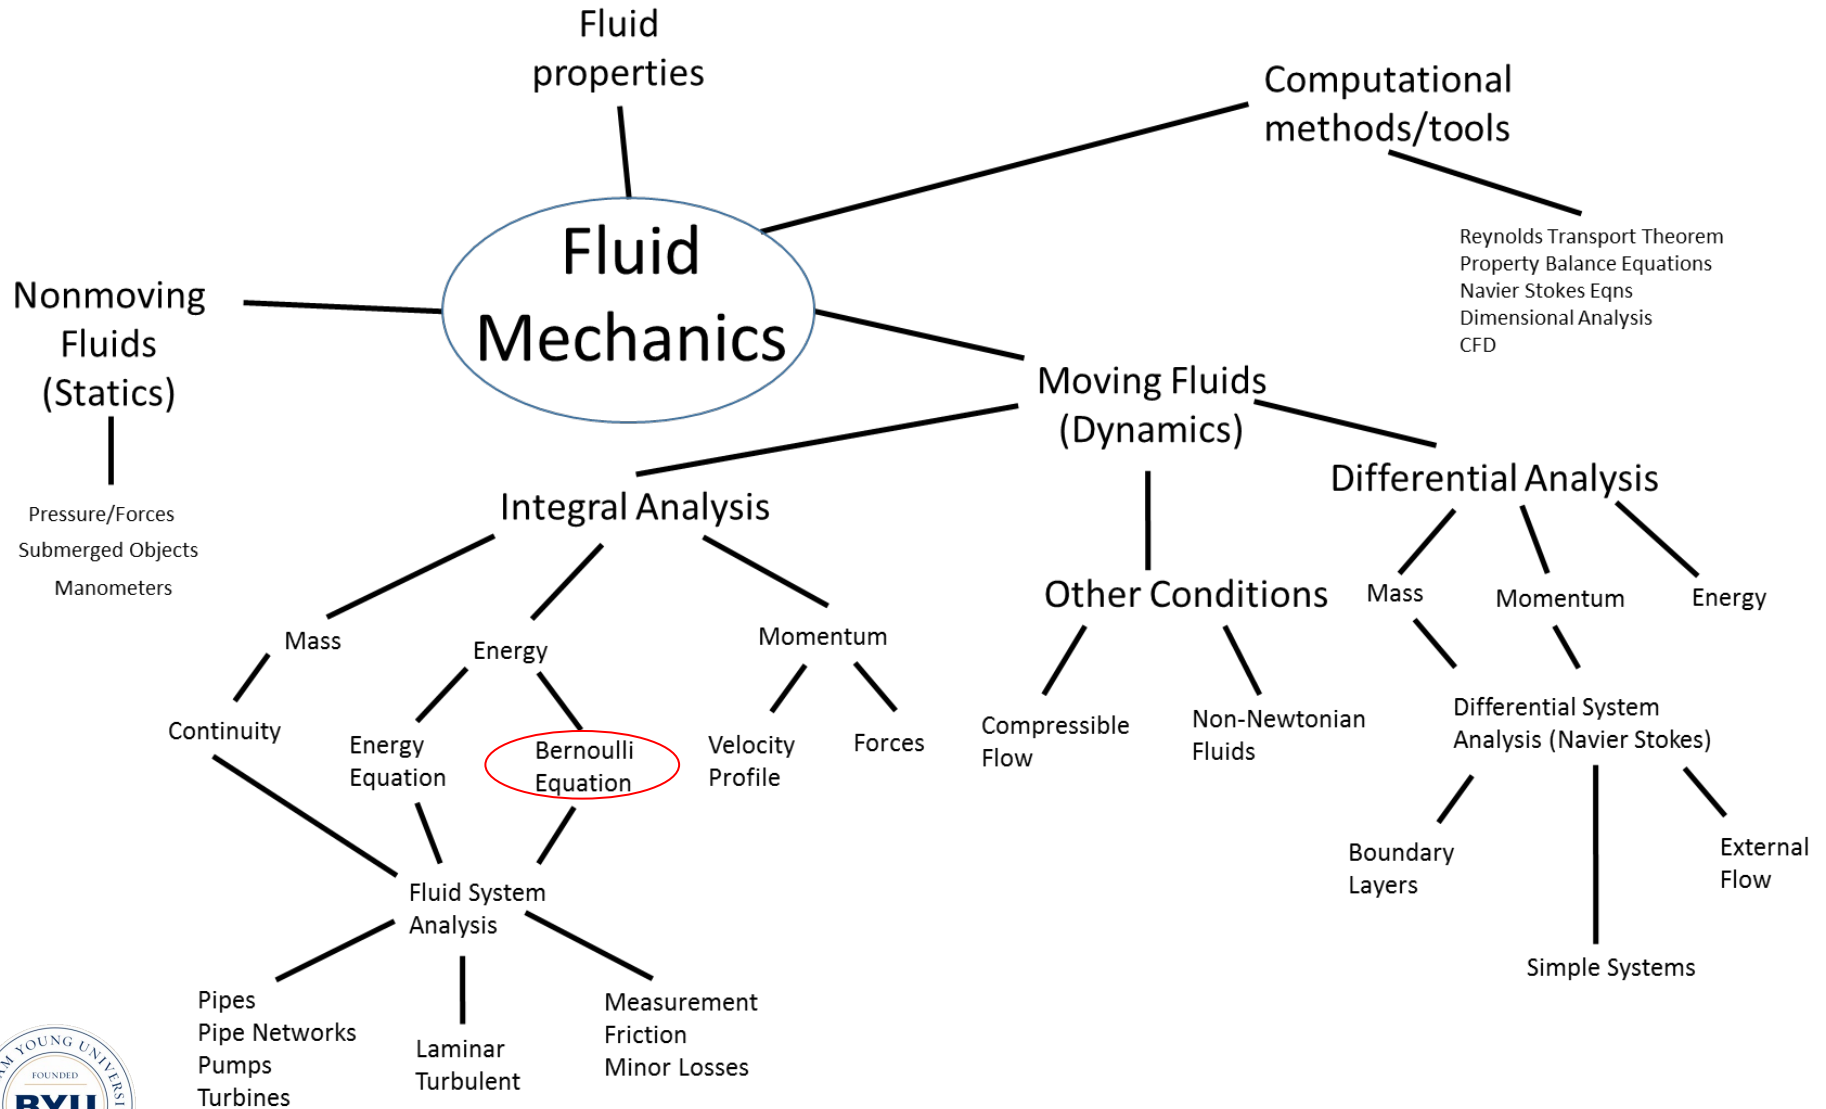 Fluid
properties
Computational
methods/tools
Reynolds Transport Theorem
Property Balance Equations
Navier Stokes Eqns
Dimensional Analysis
CFD
Fluid
Mechanics
Nonmoving
Fluids
(Statics)
Pressure/Forces
Submerged Objects
Manometers
Moving Fluids
(Dynamics)
Integral Analysis
Mass
Energy
Momentum
Continuity
Energy
Equation
Bernoulli
Equation
Velocity
Profile
Forces
Fluid System
Analysis
Pipes
Pipe Networks
Pumps
Turbines
Laminar
Turbulent
Measurement
Friction
Minor Losses
Other Conditions
Compressible
Flow
Non-Newtonian
Fluids
Differential Analysis
Mass
Momentum
Energy
Differential System
Analysis (Navier Stokes)
Boundary
Layers
Simple Systems
External
Flow
YOUNG
FOUNDED
BYU